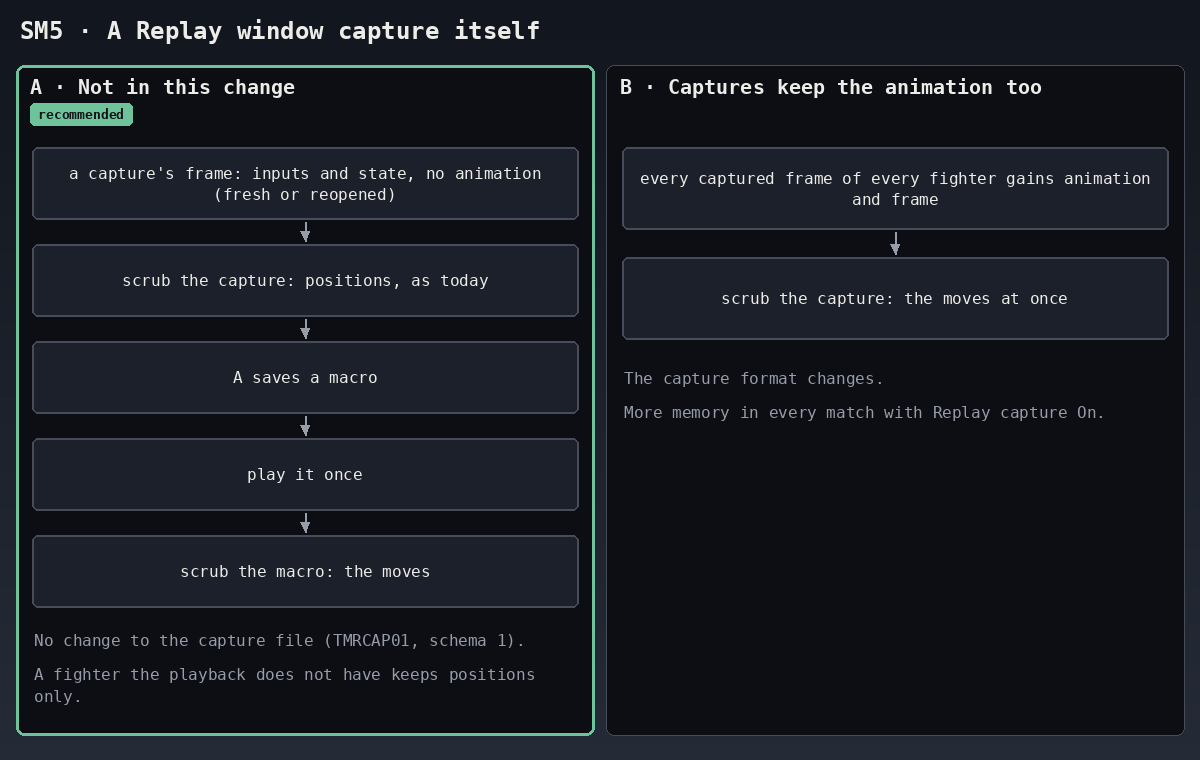 SM5 · A Replay window capture itself
A · Not in this change
recommended
a capture's frame: inputs and state, no animation
(fresh or reopened)
scrub the capture: positions, as today
A saves a macro
play it once
scrub the macro: the moves
No change to the capture file (TMRCAP01, schema 1).
A fighter the playback does not have keeps positions
only.
B · Captures keep the animation too
every captured frame of every fighter gains animation
and frame
scrub the capture: the moves at once
The capture format changes.
More memory in every match with Replay capture On.